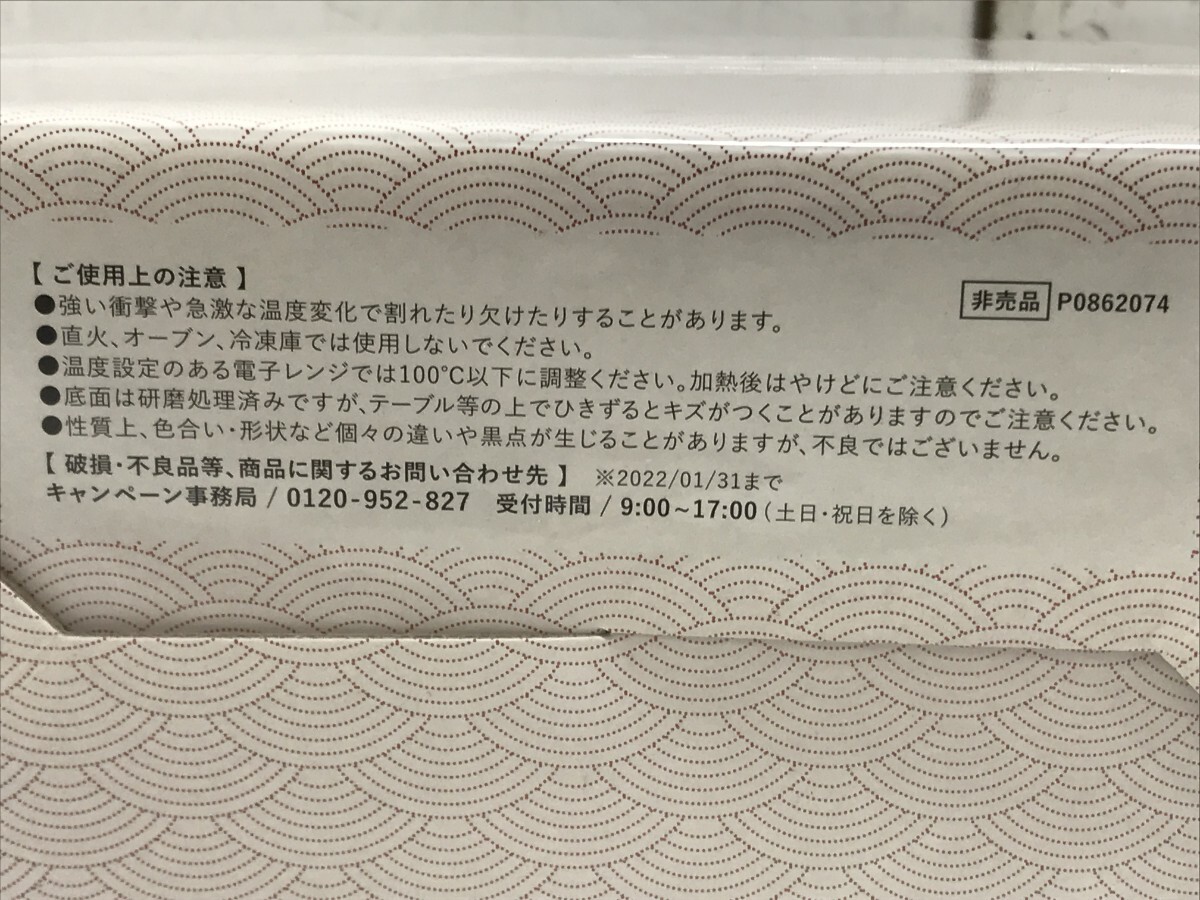 【 ご使用上の注意 】
●強い衝撃や急激な温度変化で割れたり欠けたりすることがあります。
非売品 P0862074
●直火、オーブン、冷凍庫では使用しないでください。
●温度設定のある電子レンジでは100℃以下に調整ください。加熱後はやけどにご注意ください。
●底面は研磨処理済みですが、テーブル等の上でひきずるとキズがつくことがありますのでご注意ください。
●性質上、色合い・形状など個々の違いや黒点が生じることがありますが、不良ではございません。
【 破損・不良品等、商品に関するお問い合わせ先 】 ※2022/01/31まで
キャンペーン事務局 / 0120-952-827 受付時間 / 9:00~17:00（土日・祝日を除く）